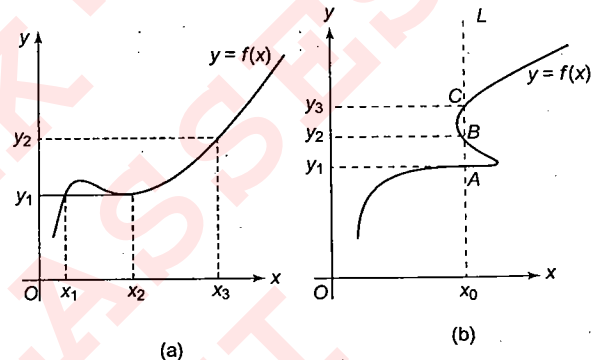 y
y = f(x)
y₂
y₁
O
x₁
x₂
x₃
x
(a)
y
L
y = f(x)
y₃
C
y₂
B
y₁
A
O
x₀
x
(b)